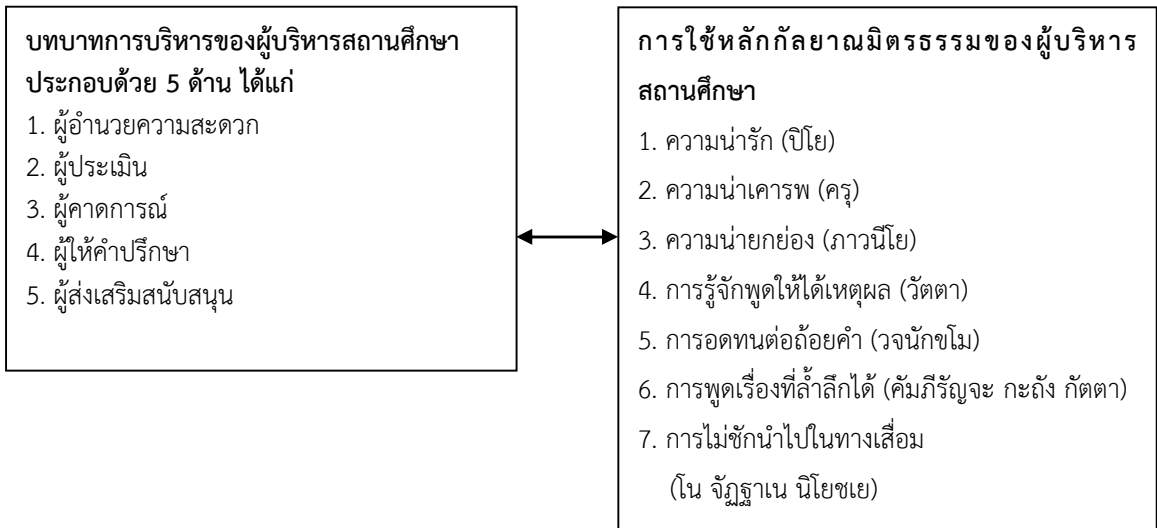 บทบาทการบริหารของผู้บริหารสถานศึกษา
ประกอบด้วย 5 ด้าน ได้แก่
1. ผู้อำนวยความสะดวก
2. ผู้ประเมิน
3. ผู้คาดการณ์
4. ผู้ให้คำปรึกษา
5. ผู้ส่งเสริมสนับสนุน
การใช้หลักกัลยาณมิตรธรรมของผู้บริหาร
สถานศึกษา
1. ความน่ารัก (ปิโย)
2. ความน่าเคารพ (ครุ)
3. ความน่ายกย่อง (ภาวนีโย)
4. การรู้จักพูดให้ได้เหตุผล (วัตตา)
5. การอดทนต่อถ้อยคำ (วจนักขโม)
6. การพูดเรื่องที่ล้ำลึกได้ (คัมภีรัญจะ กะถัง กัตตา)
7. การไม่ชักนำไปในทางเสื่อม
(โน จัฏฐาเน นิโยชเย)